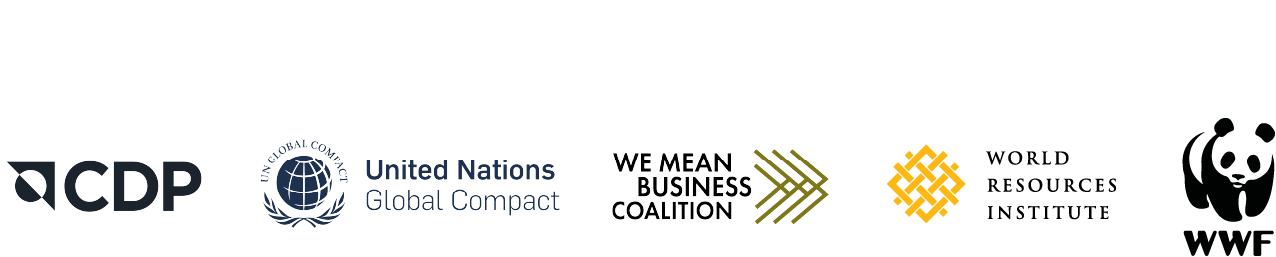 CDP
UN GLOBAL COMPACT
United Nations
Global Compact
WE MEAN
BUSINESS
COALITION
WORLD
RESOURCES
INSTITUTE
WWF